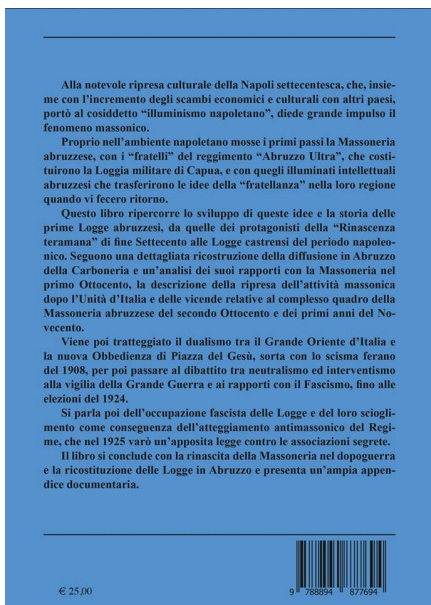 Alla notevole ripresa culturale della Napoli settecentesca, che, insie-
me con l'incremento degli scambi economici e culturali con altri paesi,
portò al cosiddetto "illuminismo napoletano", diede grande impulso il
fenomeno massonico.
Proprio nell'ambiente napoletano mosse i primi passi la Massoneria
abruzzese, con i "fratelli" del reggimento "Abruzzo Ultra", che costi-
tuirono la Loggia militare di Capua, e con quegli illuminati intellettuali
abruzzesi che trasferirono le idee della "fratellanza" nella loro regione
quando vi fecero ritorno.
Questo libro ripercorre lo sviluppo di queste idee e la storia delle
prime Logge abruzzesi, da quelle dei protagonisti della "Rinascenza
teramana" di fine Settecento alle Logge castrensi del periodo napoleo-
nico. Seguono una dettagliata ricostruzione della diffusione in Abruzzo
della Carboneria e un'analisi dei suoi rapporti con la Massoneria nel
primo Ottocento, la descrizione della ripresa dell'attività massonica
dopo l'Unità d'Italia e delle vicende relative al complesso quadro della
Massoneria abruzzese del secondo Ottocento e dei primi anni del No-
vecento.
Viene poi tratteggiato il dualismo tra il Grande Oriente d'Italia e
la nuova Obbedienza di Piazza del Gesù, sorta con lo scisma ferano
del 1908, per poi passare al dibattito tra neutralismo ed interventismo
alla vigilia della Grande Guerra e ai rapporti con il Fascismo, fino alle
elezioni del 1924.
Si parla poi dell'occupazione fascista delle Logge e del loro sciogli-
mento come conseguenza dell'atteggiamento antimassonico del Regi-
me, che nel 1925 varò un'apposita legge contro le associazioni segrete.
Il libro si conclude con la rinascita della Massoneria nel dopoguerra
e la ricostituzione delle Logge in Abruzzo e presenta un'ampia appen-
dice documentaria.
€ 25,00
9 788894 877694